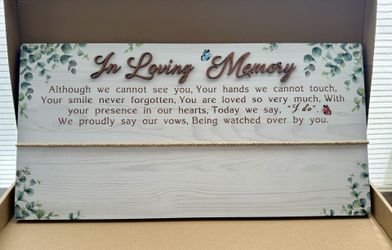 In Loving Memory
Although we cannot see you, Your hands we cannot touch,
Your smile never forgotten, You are loved so very much, With
your presence in our hearts, Today we say, "I do".
We proudly say our vows, Being watched over by you.